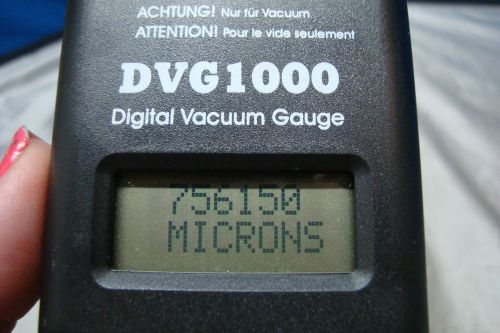 ACHTUNG! Nur für Vacuum
ATTENTION! Pour le vide seulement
DVG1000
Digital Vacuum Gauge
756150
MICRONS